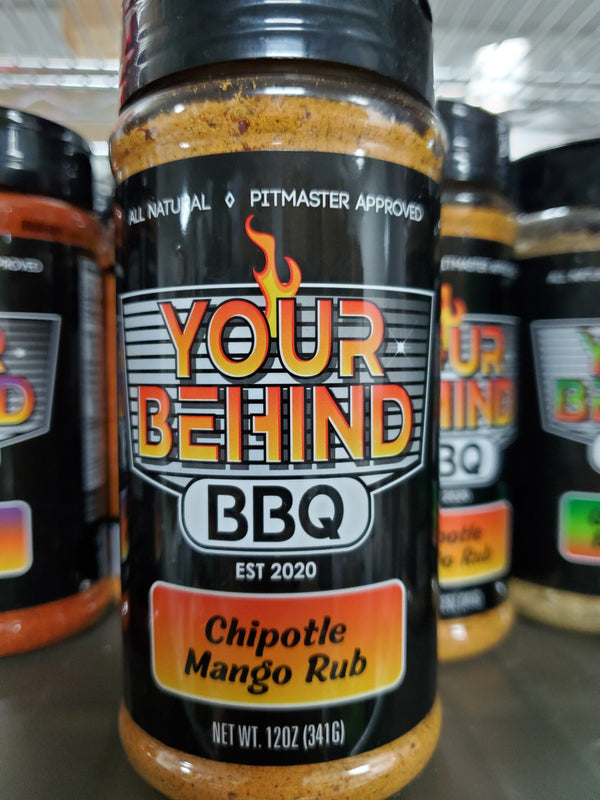 ALL NATURAL ◊ PITMASTER APPROVED
YOUR
BEHIND
BBQ
EST 2020
Chipotle
Mango Rub
NET WT. 12OZ (341G)